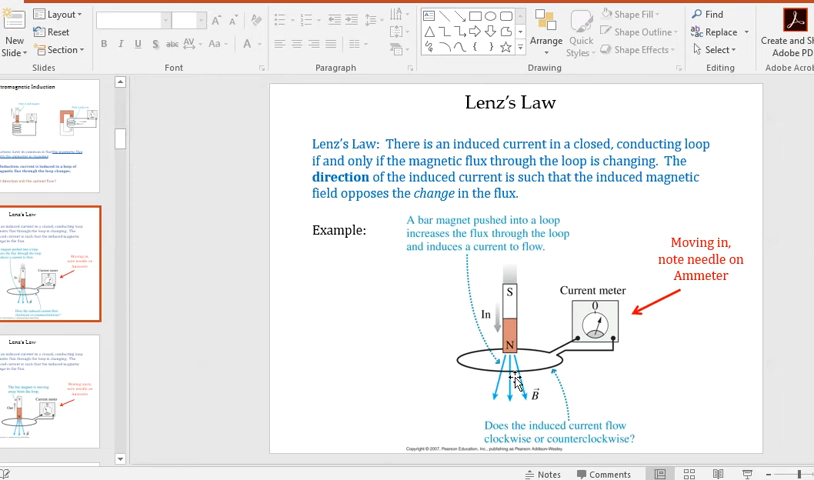 Layout
Reset
Section
New
Slide
Slides
B I U S abc AV Aa A
Font
Paragraph
Arrange
Quick
Styles
Shape Fill
Shape Outline
Shape Effects
Drawing
Find
Replace
Select
Editing
Create and Sh
Adobe PD
Adobe Acrob
Lenz's Law
Lenz's Law: There is an induced current in a closed, conducting loop
if and only if the magnetic flux through the loop is changing. The
direction of the induced current is such that the induced magnetic
field opposes the change in the flux.
Example:
A bar magnet pushed into a loop
increases the flux through the loop
and induces a current to flow.
Moving in,
note needle on
Ammeter
Current meter
0
S
In
N
B
Does the induced current flow
clockwise or counterclockwise?
Copyright © 2007, Pearson Education, Inc., publishing as Pearson Addison-Wesley.
Lenz's Law
Lenz's Law
Notes
Comments